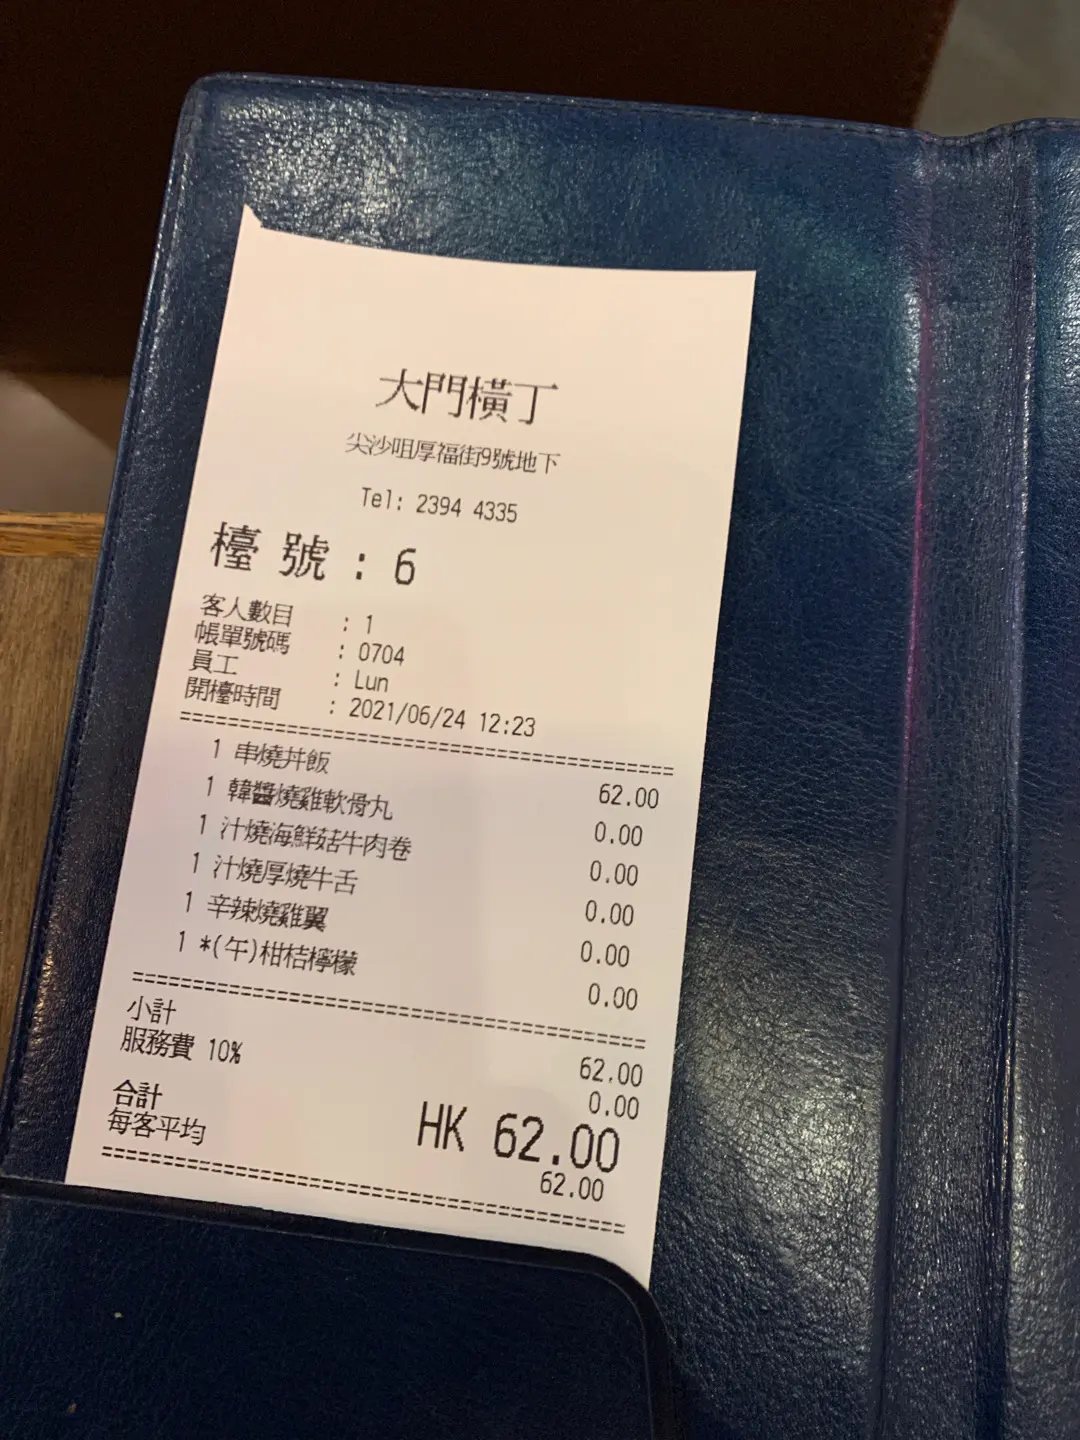 大門橫丁
尖沙咀厚福街9號地下
Tel: 2394 4335
檯 號 : 6
客人數目 : 1
帳單號碼 : 0704
員工 : Lun
開檯時間 : 2021/06/24 12:23
1 串燒丼飯 62.00
1 韓醬燒雞軟骨丸 0.00
1 汁燒海鮮菇牛肉卷 0.00
1 汁燒厚燒牛舌 0.00
1 辛辣燒雞翼 0.00
1 *(午)柑桔檸檬 0.00
小計 62.00
服務費 10% 0.00
合計 HK 62.00
每客平均 62.00